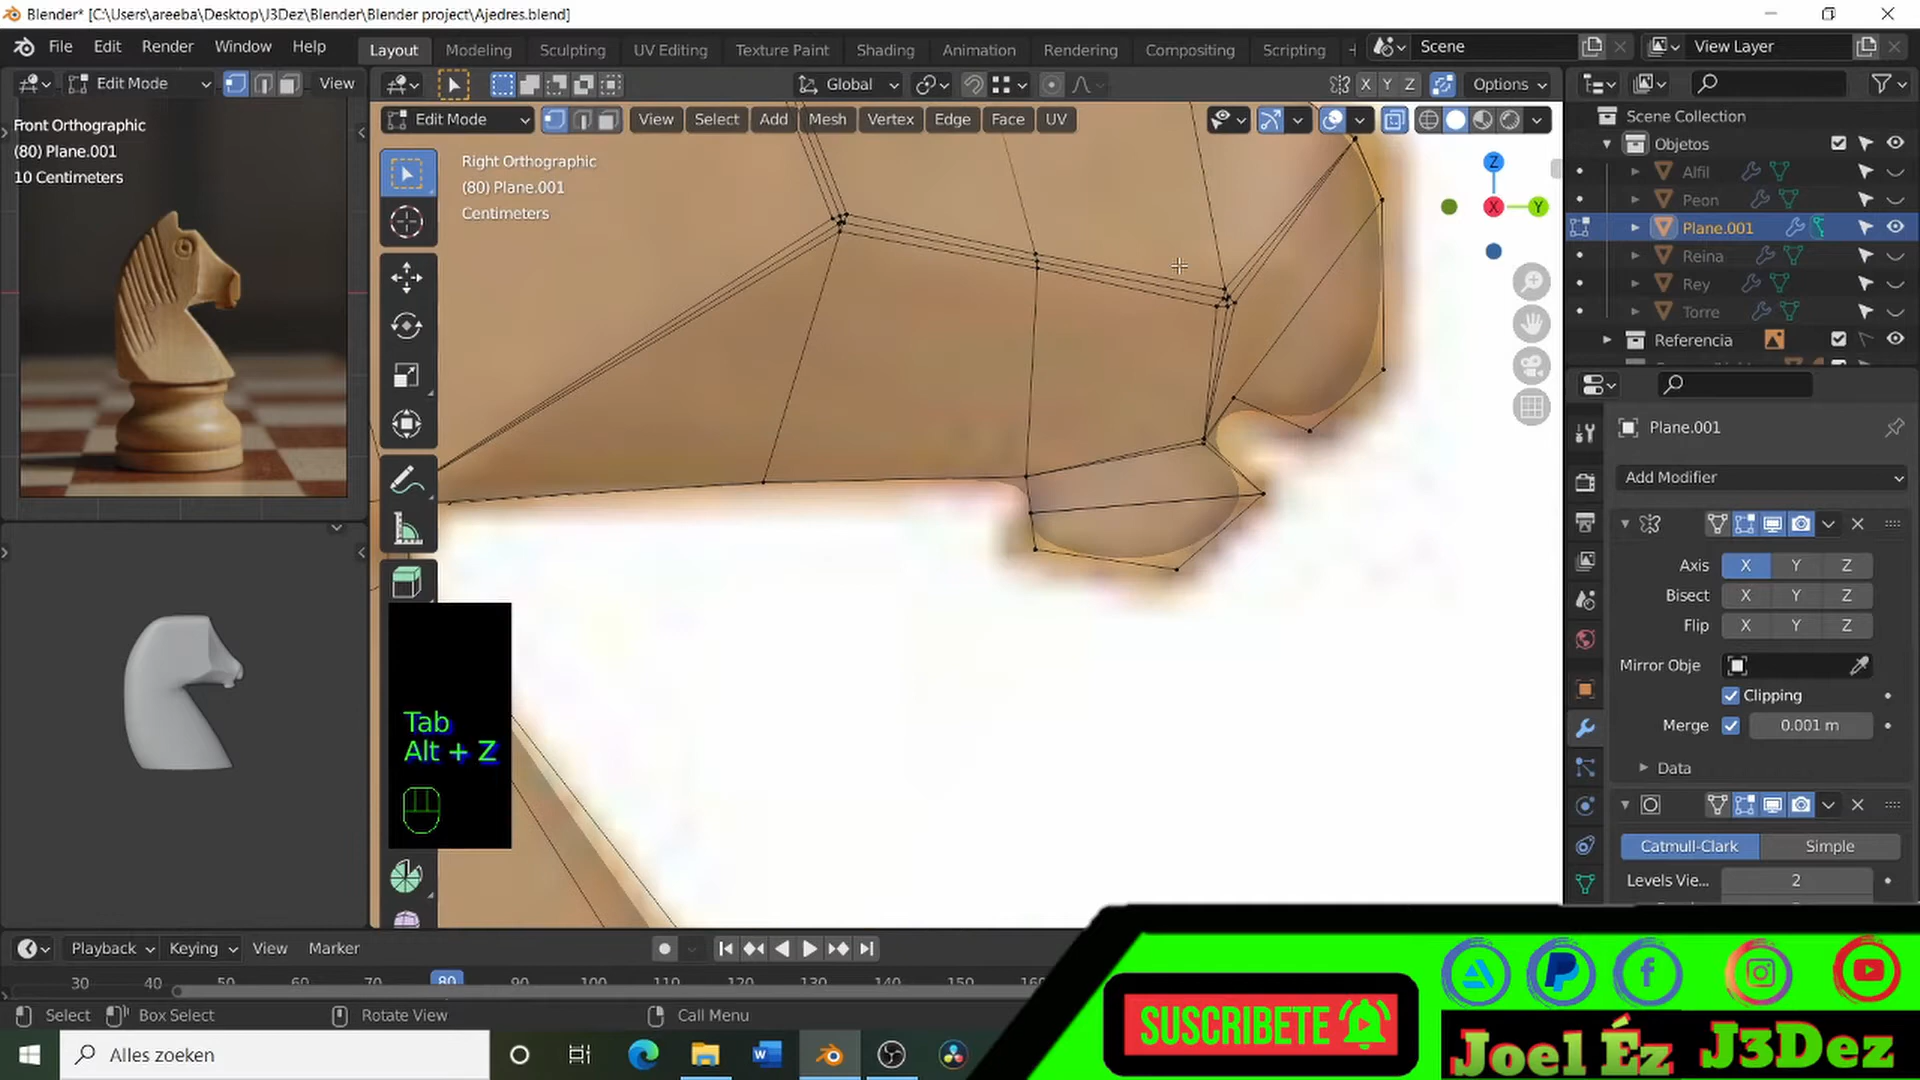 Blender* [C:\Users\areeba\Desktop\J3Dez\Blender\Blender project\Ajedres.blend]
File Edit Render Window Help Layout Modeling Sculpting UV Editing Texture Paint Shading Animation Rendering Compositing Scripting Scene View Layer
Edit Mode View Global X Y Z Options
Edit Mode View Select Add Mesh Vertex Edge Face UV
Front Orthographic
(80) Plane.001
10 Centimeters
Right Orthographic
(80) Plane.001
Centimeters
Z
X
Y
Tab
Alt + Z
Scene Collection
Objetos
Alfil
Peon
Plane.001
Reina
Rey
Torre
Referencia
Plane.001
Add Modifier
Axis X Y Z
Bisect X Y Z
Flip X Y Z
Mirror Obje
Clipping
Merge 0.001 m
Data
Catmull-Clark Simple
Levels Vie... 2
Playback Keying View Marker
30 40 50 60 70 80 90 100 110 120 130 140 150
Select Box Select Rotate View Call Menu
Alles zoeken
SUSCRIBETE
Joel Éz J3Dez